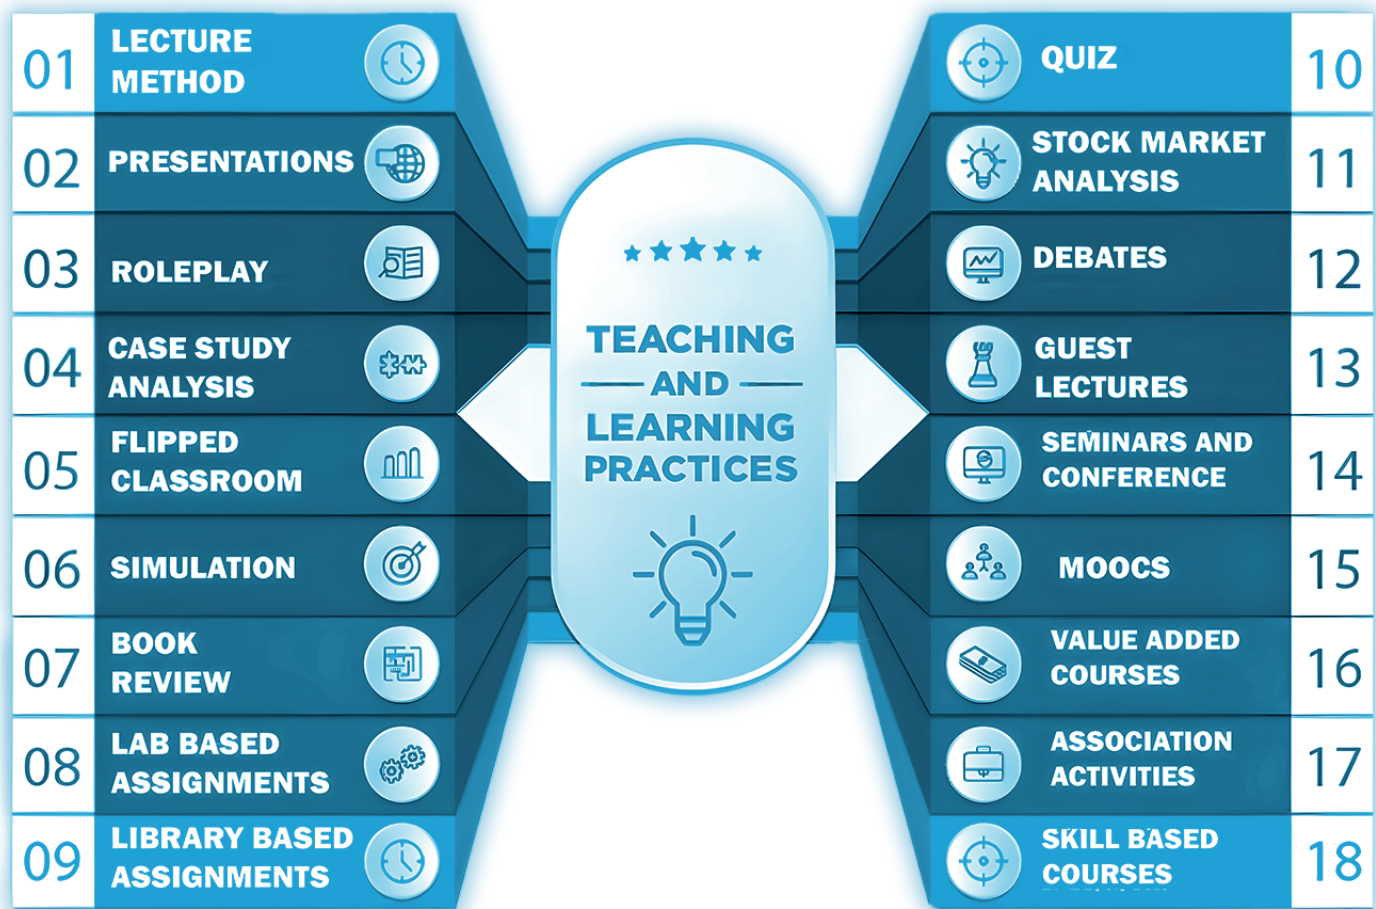 01
LECTURE
METHOD
02
PRESENTATIONS
03
ROLEPLAY
04
CASE STUDY
ANALYSIS
05
FLIPPED
CLASSROOM
06
SIMULATION
07
BOOK
REVIEW
08
LAB BASED
ASSIGNMENTS
09
LIBRARY BASED
ASSIGNMENTS
TEACHING
AND
LEARNING
PRACTICES
QUIZ
10
STOCK MARKET
ANALYSIS
11
DEBATES
12
GUEST
LECTURES
13
SEMINARS AND
CONFERENCE
14
MOOCS
15
VALUE ADDED
COURSES
16
ASSOCIATION
ACTIVITIES
17
SKILL BASED
COURSES
18